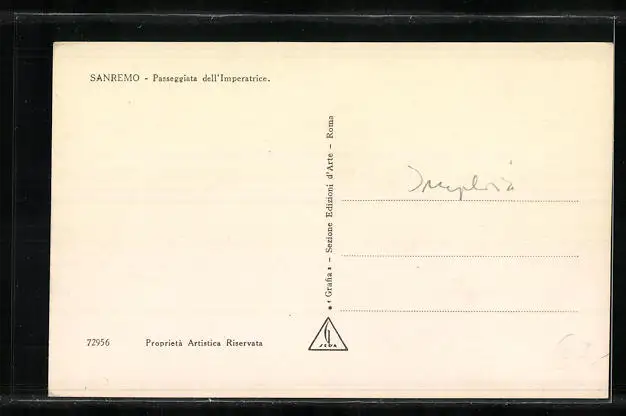 SANREMO - Passeggiata dell'Imperatrice.
« Grafia » - Sezione Edizioni d'Arte - Roma
72956 Proprietà Artistica Riservata